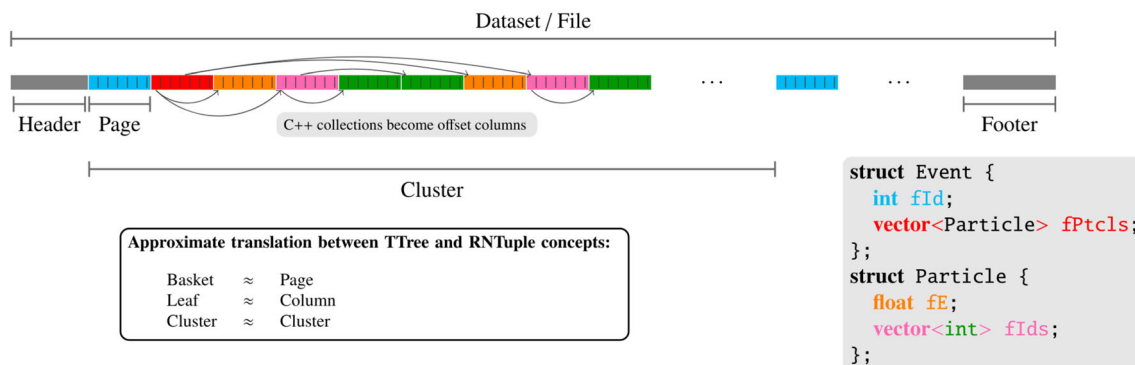 Dataset / File
... ...
Header Page Footer
C++ collections become offset columns
Cluster
Approximate translation between TTree and RNTuple concepts:
Basket ≈ Page
Leaf ≈ Column
Cluster ≈ Cluster
struct Event {
int fId;
vector<Particle> fPtcls;
};
struct Particle {
float fE;
vector<int> fIds;
};